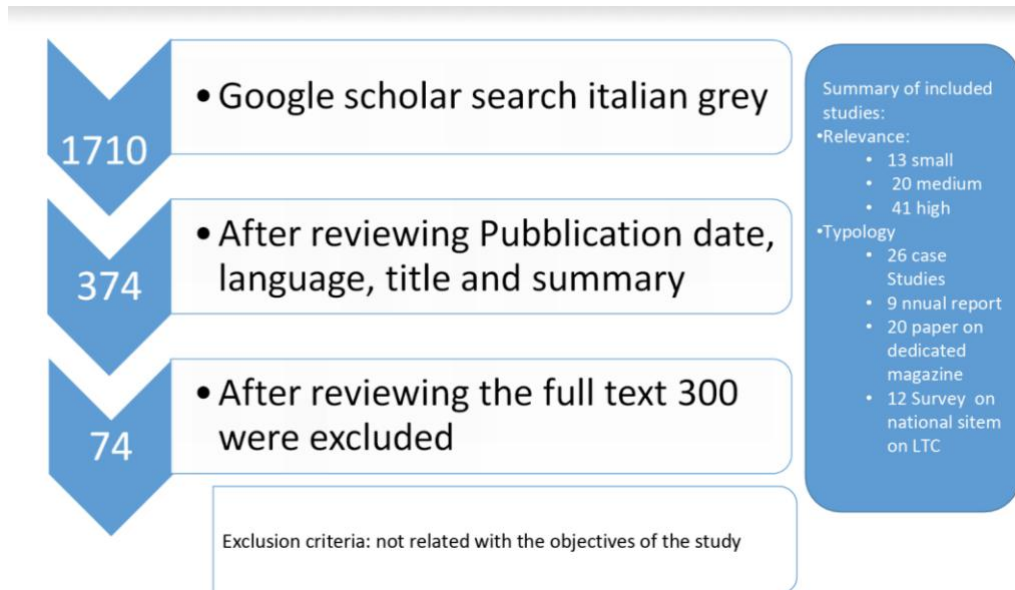 1710
•Google scholar search italian grey
374
•After reviewing Pubblication date,
language, title and summary
74
•After reviewing the full text 300
were excluded
Exclusion criteria: not related with the objectives of the study
Summary of included
studies:
•Relevance:
• 13 small
• 20 medium
• 41 high
•Typology
• 26 case
Studies
• 9 nnual report
• 20 paper on
dedicated
magazine
• 12 Survey on
national sitem
on LTC